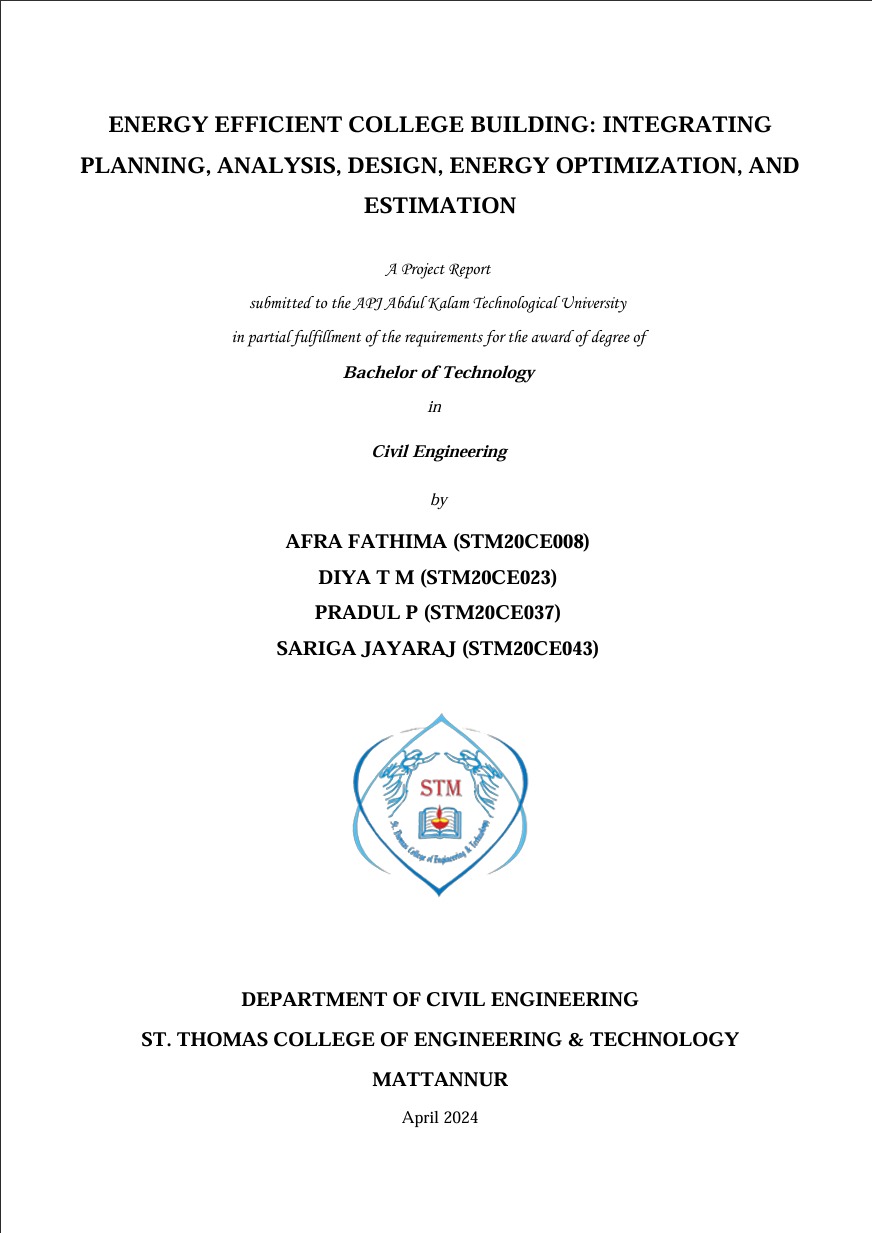 ENERGY EFFICIENT COLLEGE BUILDING: INTEGRATING
PLANNING, ANALYSIS, DESIGN, ENERGY OPTIMIZATION, AND
ESTIMATION
A Project Report
submitted to the APJ Abdul Kalam Technological University
in partial fulfillment of the requirements for the award of degree of
Bachelor of Technology
in
Civil Engineering
by
AFRA FATHIMA (STM20CE008)
DIYA T M (STM20CE023)
PRADUL P (STM20CE037)
SARIGA JAYARAJ (STM20CE043)
STM
St. Thomas College of Engineering & Technology
DEPARTMENT OF CIVIL ENGINEERING
ST. THOMAS COLLEGE OF ENGINEERING & TECHNOLOGY
MATTANNUR
April 2024